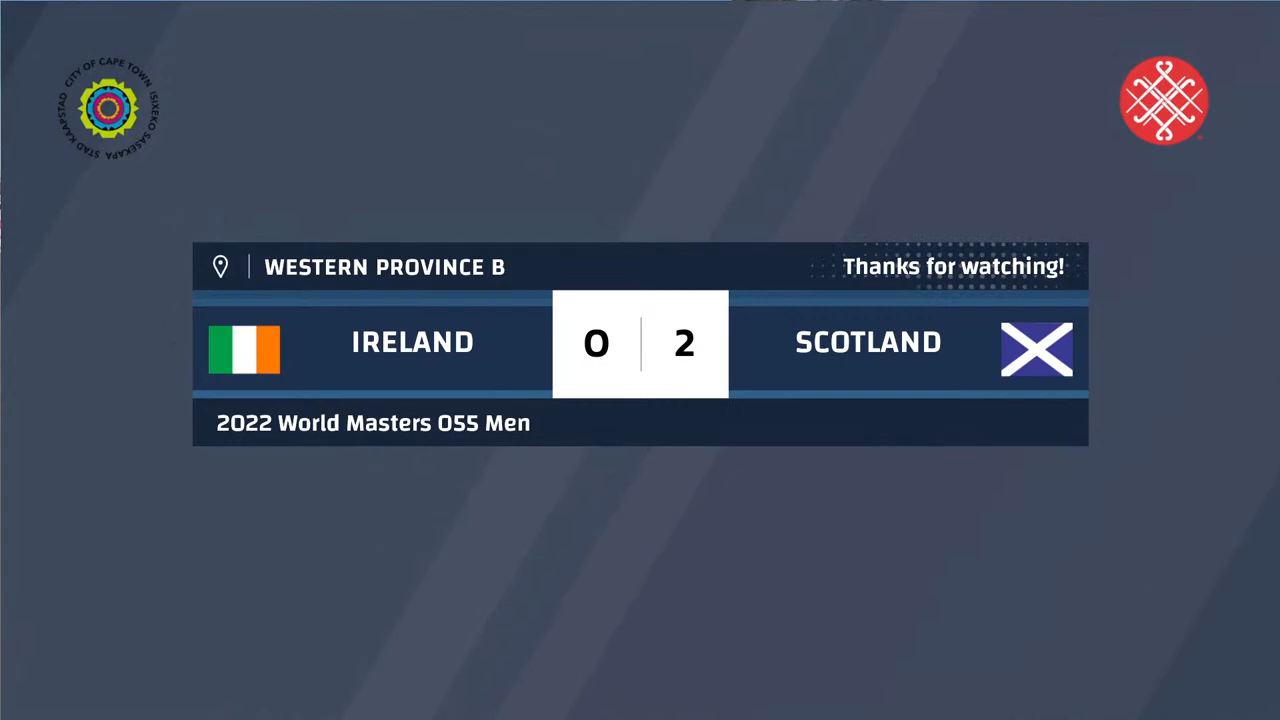 CITY OF CAPE TOWN
ISIXEKO SASEKAPA
STAD KAAPSTAD
WESTERN PROVINCE B
Thanks for watching!
IRELAND
0
2
SCOTLAND
2022 World Masters O55 Men